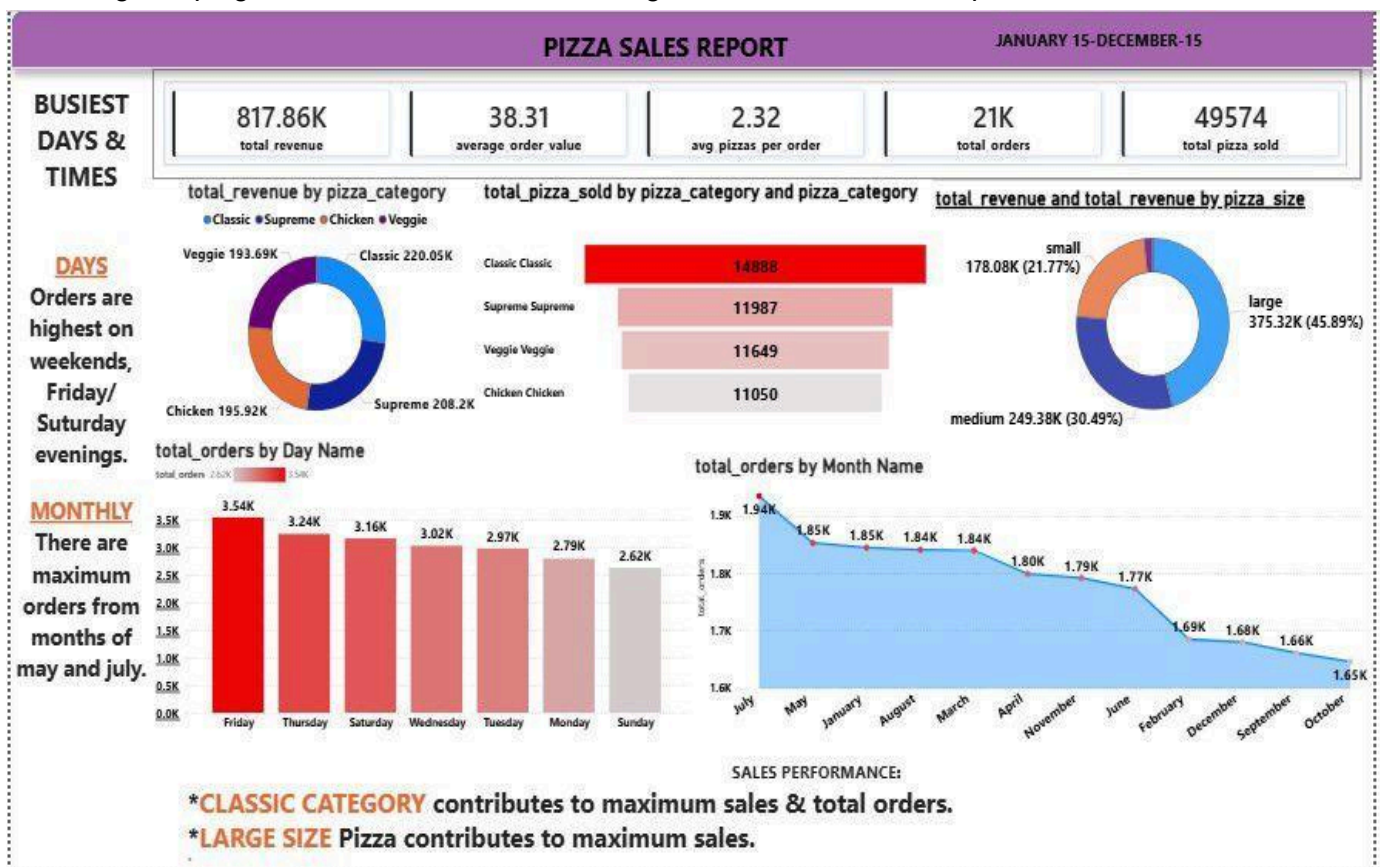 PIZZA SALES REPORT
JANUARY 15-DECEMBER-15
BUSIEST
DAYS &
TIMES
817.86K
total revenue
38.31
average order value
2.32
avg pizzas per order
21K
total orders
49574
total pizza sold
DAYS
Orders are
highest on
weekends,
Friday/
Suturday
evenings.
MONTHLY
There are
maximum
orders from
months of
may and july.
total_revenue by pizza_category
Classic Supreme Chicken Veggie
Veggie 193.69K
Classic 220.05K
Chicken 195.92K
Supreme 208.2K
total_pizza_sold by pizza_category and pizza_category
Classic Classic 14888
Supreme Supreme 11987
Veggie Veggie 11649
Chicken Chicken 11050
total_revenue and total_revenue by pizza_size
small
178.08K (21.77%)
large
375.32K (45.89%)
medium 249.38K (30.49%)
total_orders by Day Name
total_orders 2.62K 3.54K
3.5K
3.0K
2.5K
2.0K
1.5K
1.0K
0.5K
0.0K
3.54K
3.24K
3.16K
3.02K
2.97K
2.79K
2.62K
Friday Thursday Saturday Wednesday Tuesday Monday Sunday
total_orders by Month Name
total_orders
1.9K
1.8K
1.7K
1.6K
1.94K
1.85K
1.85K
1.84K
1.84K
1.80K
1.79K
1.77K
1.69K
1.68K
1.66K
1.65K
July May January August March April November June February December September October
SALES PERFORMANCE:
*CLASSIC CATEGORY contributes to maximum sales & total orders.
*LARGE SIZE Pizza contributes to maximum sales.